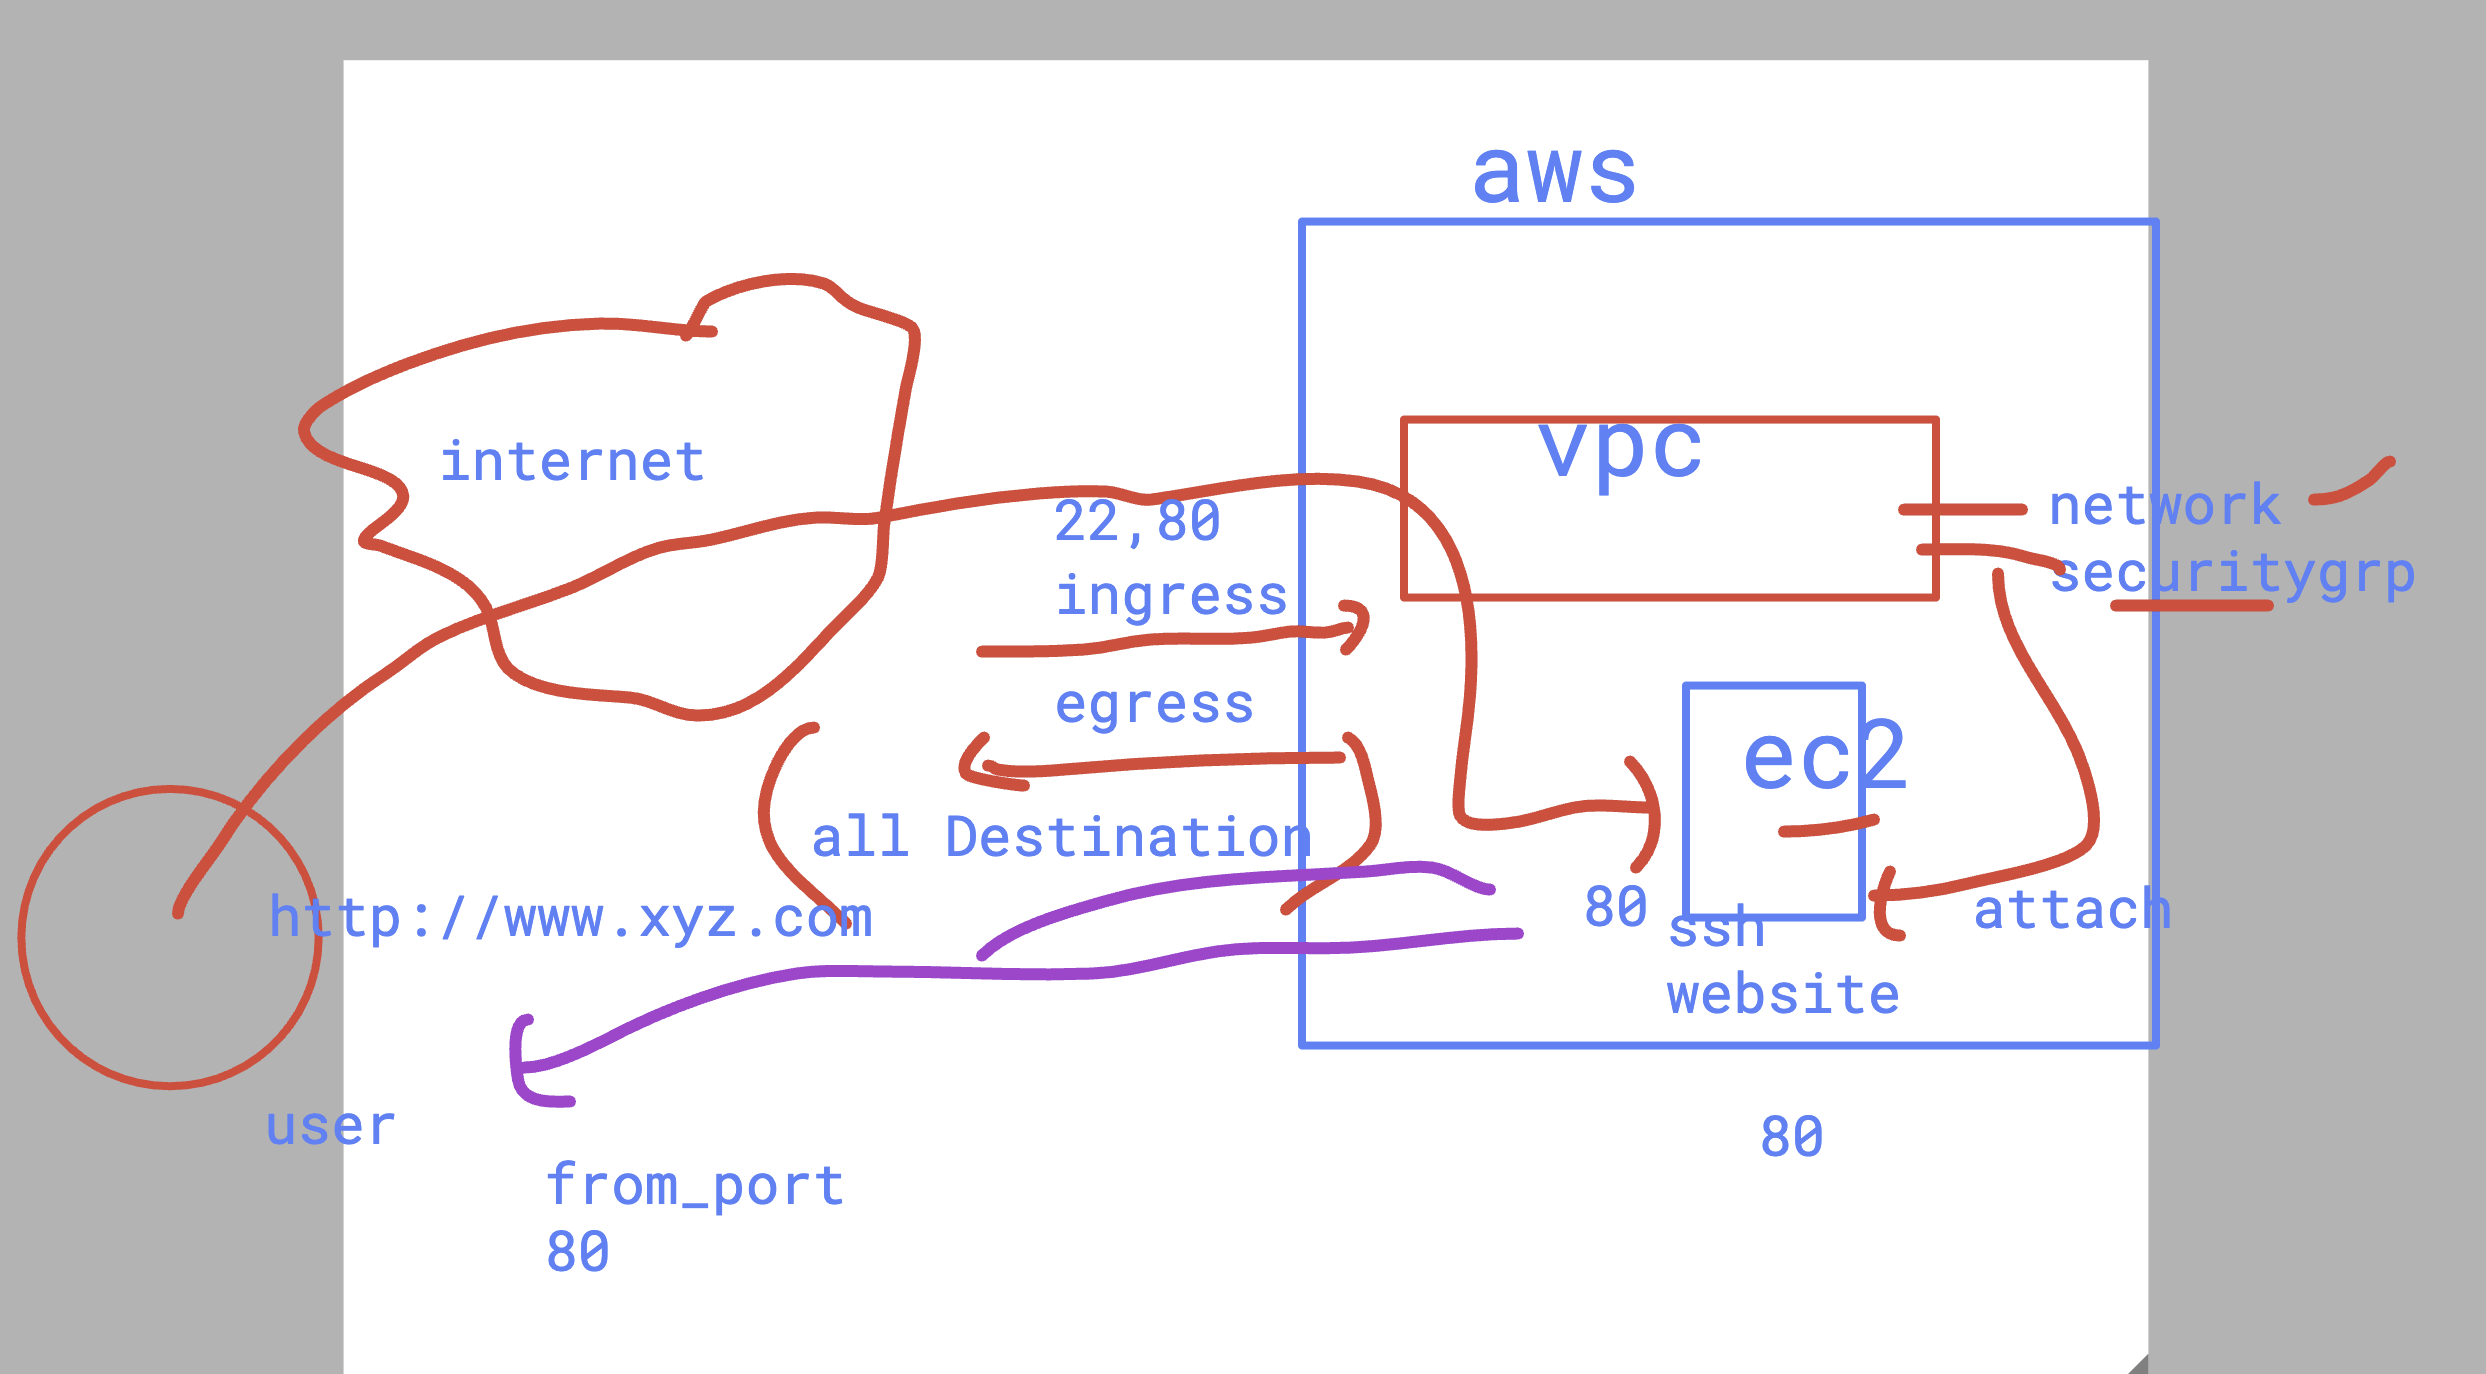 aws
vpc
internet
network
22,80
securitygrp
ingress
egress
ec2
all Destination
http://www.xyz.com
80
ssh
attach
website
user
80
from_port
80